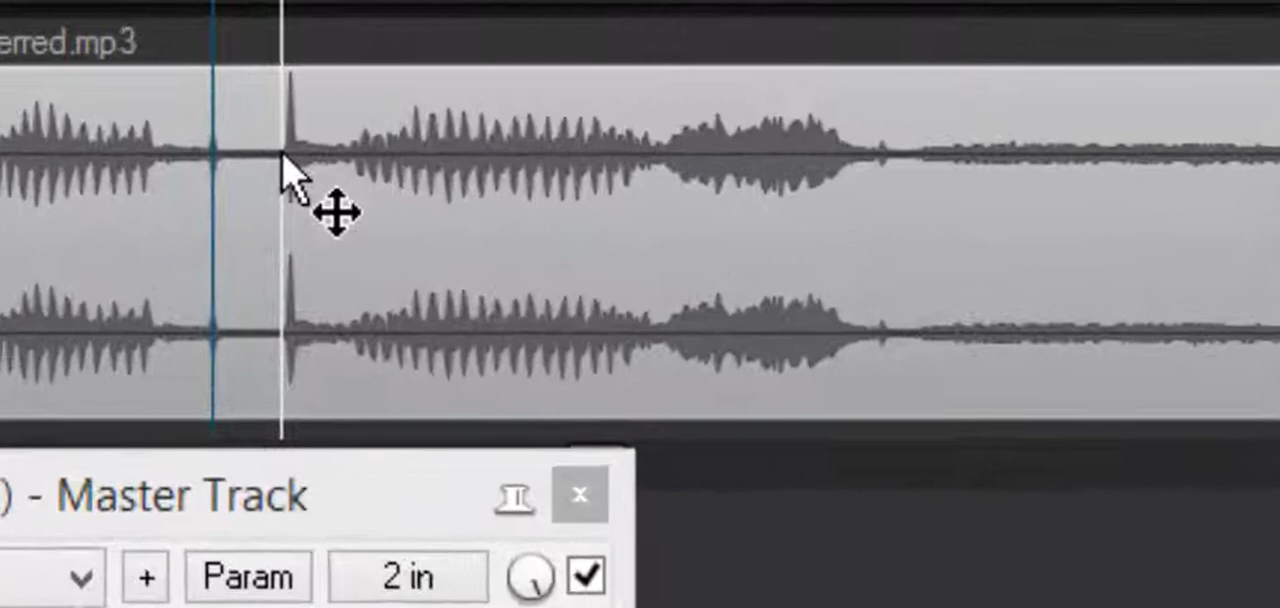 erred.mp3
) - Master Track
x
+ Param 2 in